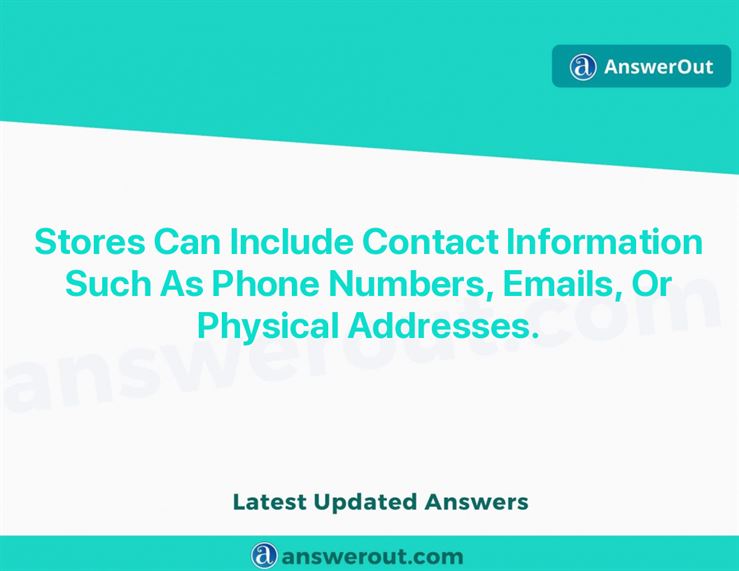 AnswerOut
Stores Can Include Contact Information
Such As Phone Numbers, Emails, Or
Physical Addresses.
answerout.com
Latest Updated Answers
answerout.com